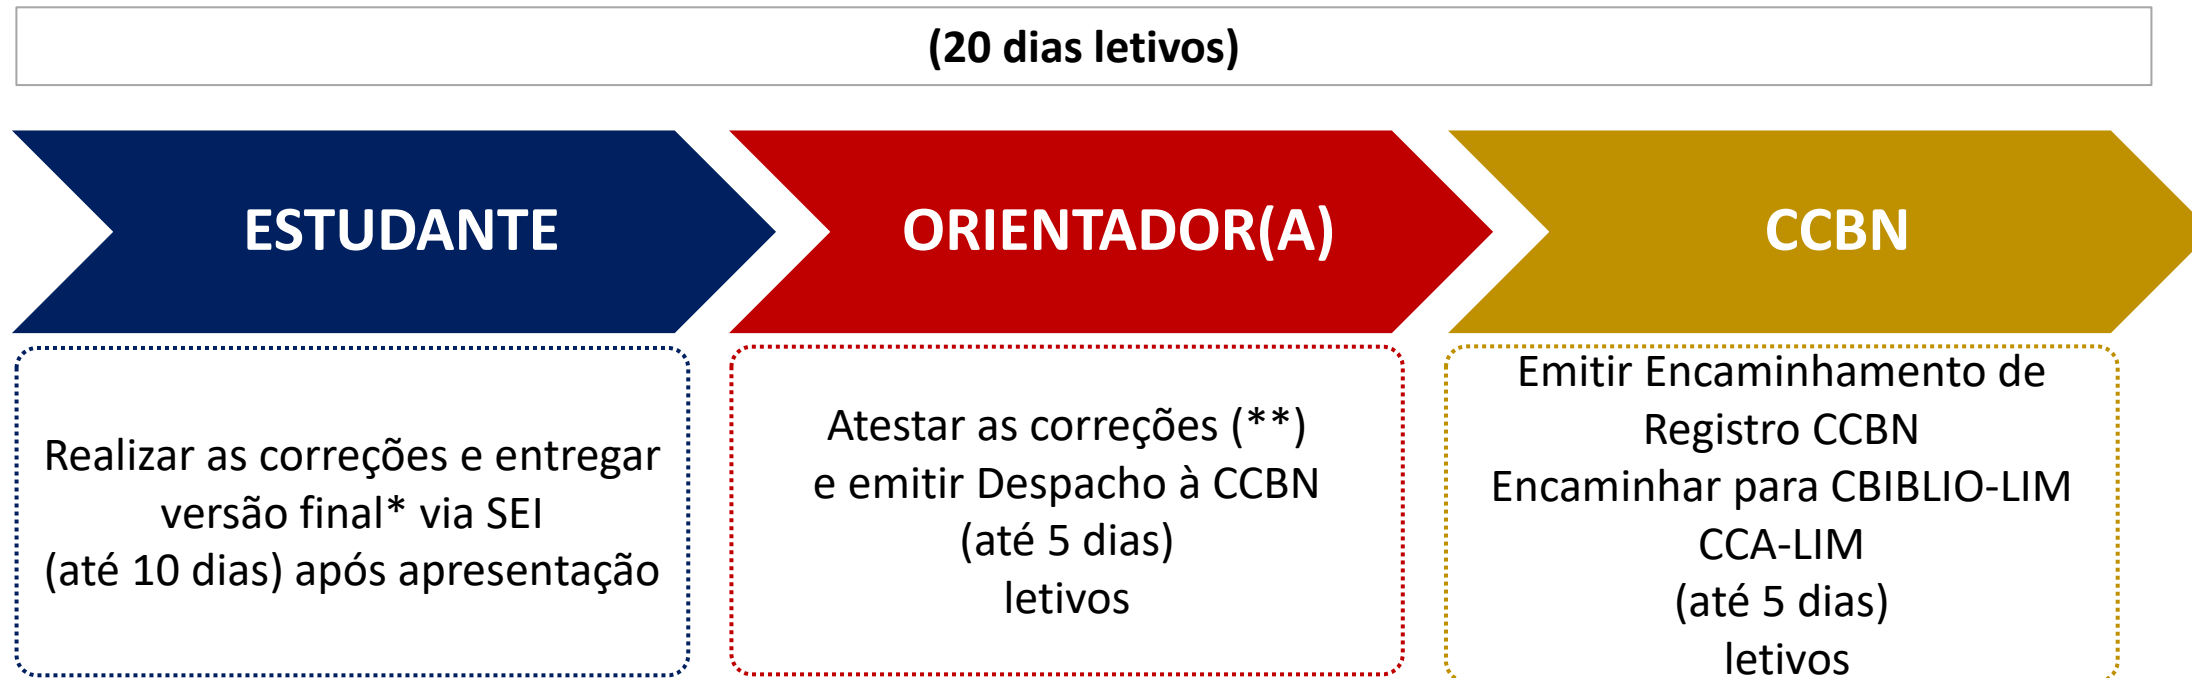 (20 dias letivos)
ESTUDANTE
Realizar as correções e entregar
versão final* via SEI
(até 10 dias) após apresentação
ORIENTADOR(A)
Atestar as correções (**)
e emitir Despacho à CCBN
(até 5 dias)
letivos
CCBN
Emitir Encaminhamento de
Registro CCBN
Encaminhar para CBIBLIO-LIM
CCA-LIM
(até 5 dias)
letivos